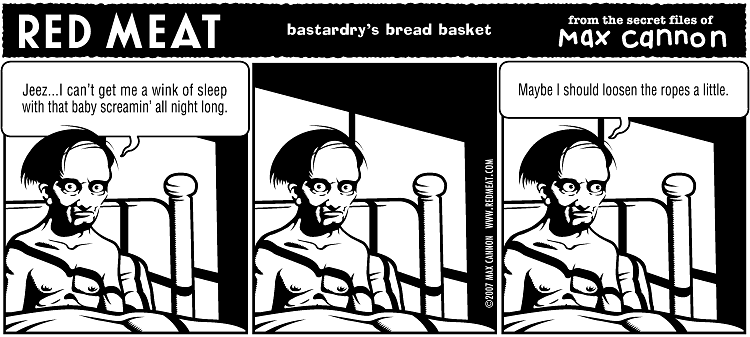 RED MEAT
bastardry's bread basket
from the secret files of
Max cannon
Jeez...I can't get me a wink of sleep
with that baby screamin' all night long.
©2007 MAX CANNON WWW.REDMEAT.COM
Maybe I should loosen the ropes a little.